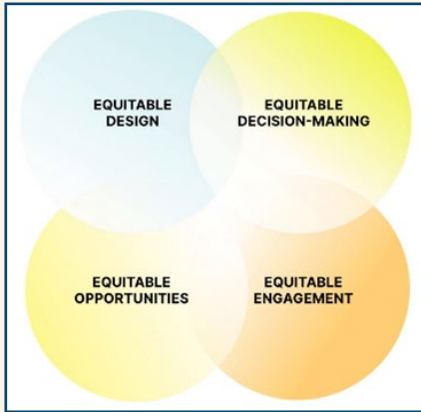 EQUITABLE
DESIGN
EQUITABLE
DECISION-MAKING
EQUITABLE
OPPORTUNITIES
EQUITABLE
ENGAGEMENT